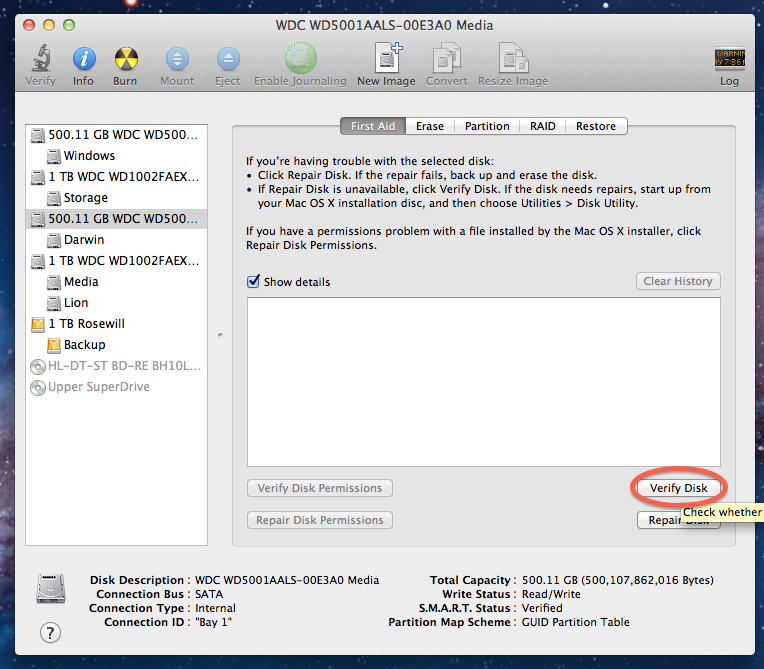 WDC WD5001AALS-00E3A0 Media
Verify Info Burn Mount Eject Enable Journaling New Image Convert Resize Image Log
500.11 GB WDC WD500...
Windows
1 TB WDC WD1002FAEX...
Storage
500.11 GB WDC WD500...
Darwin
1 TB WDC WD1002FAEX...
Media
Lion
1 TB Rosewill
Backup
HL-DT-ST BD-RE BH10L...
Upper SuperDrive
First Aid Erase Partition RAID Restore
If you're having trouble with the selected disk:
• Click Repair Disk. If the repair fails, back up and erase the disk.
• If Repair Disk is unavailable, click Verify Disk. If the disk needs repairs, start up from
your Mac OS X installation disc, and then choose Utilities > Disk Utility.
If you have a permissions problem with a file installed by the Mac OS X installer, click
Repair Disk Permissions.
Show details
Clear History
Verify Disk Permissions
Verify Disk
Check whether
Repair Disk Permissions
Repair Disk
Disk Description : WDC WD5001AALS-00E3A0 Media
Connection Bus : SATA
Connection Type : Internal
Connection ID : "Bay 1"
Total Capacity : 500.11 GB (500,107,862,016 Bytes)
Write Status : Read/Write
S.M.A.R.T. Status : Verified
Partition Map Scheme : GUID Partition Table
?